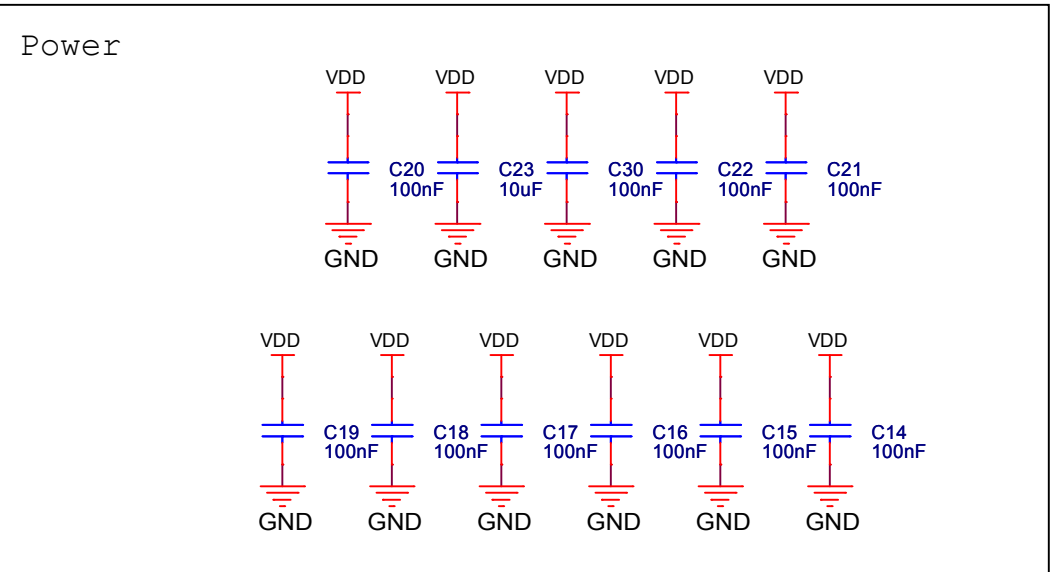 Power
VDD VDD VDD VDD VDD
C20 C23 C30 C22 C21
100nF 10uF 100nF 100nF 100nF
GND GND GND GND GND
VDD VDD VDD VDD VDD VDD
C19 C18 C17 C16 C15 C14
100nF 100nF 100nF 100nF 100nF 100nF
GND GND GND GND GND GND